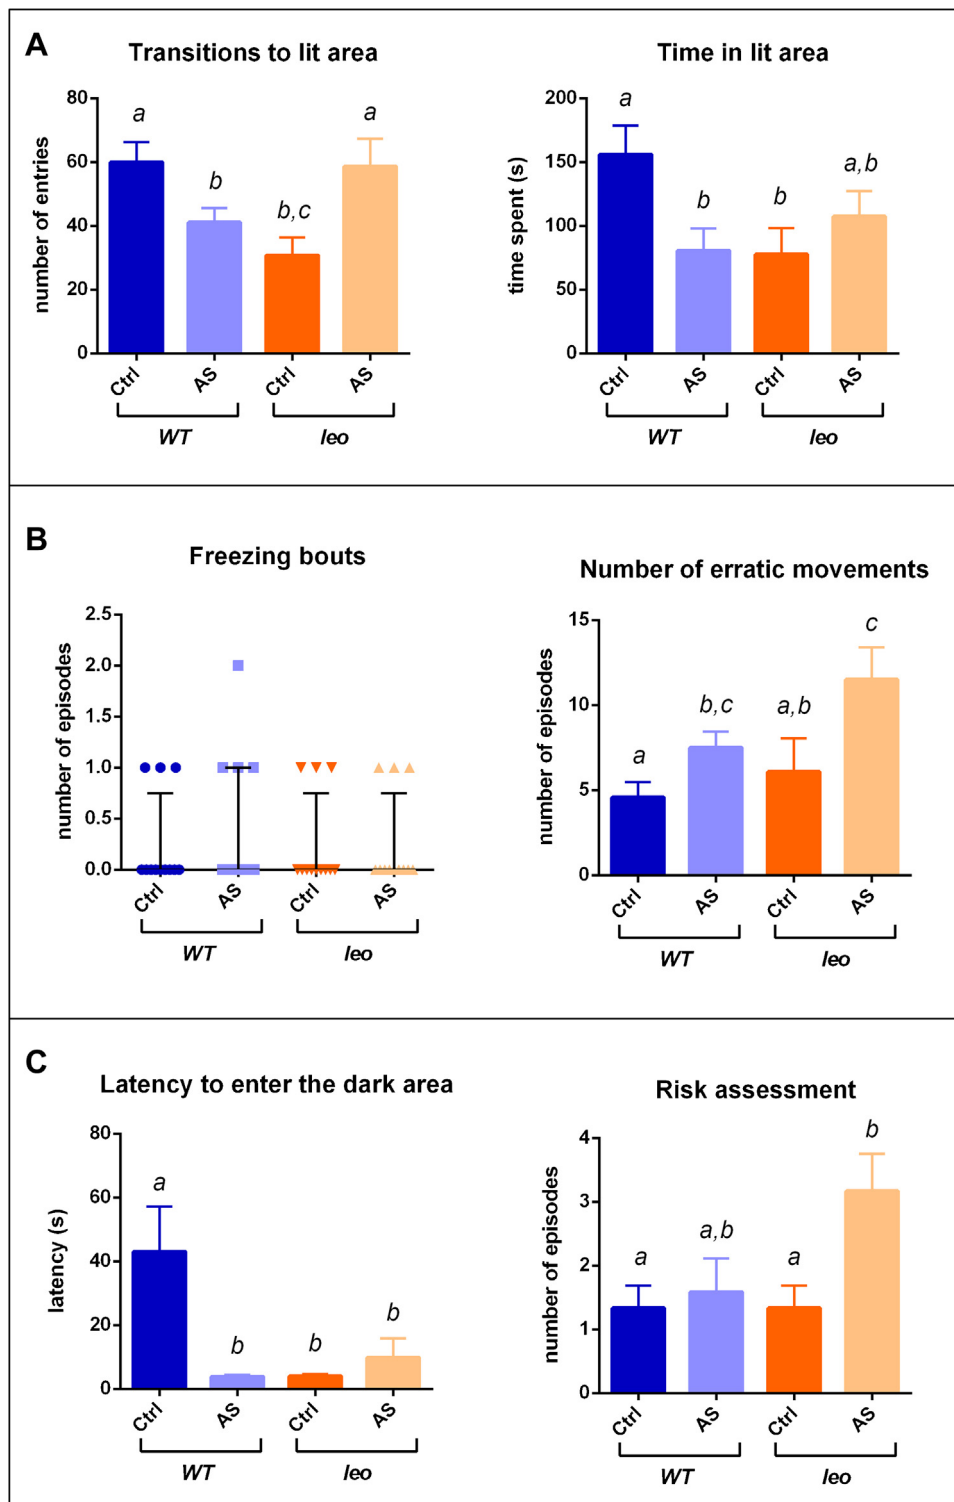 A
Transitions to lit area
number of entries
80
60
40
20
0
a
b
b,c
a
Ctrl
AS
Ctrl
AS
WT
leo
Time in lit area
time spent (s)
200
150
100
50
0
a
b
b
a,b
Ctrl
AS
Ctrl
AS
WT
leo
B
Freezing bouts
number of episodes
2.5
2.0
1.5
1.0
0.5
0.0
Ctrl
AS
Ctrl
AS
WT
leo
Number of erratic movements
number of episodes
15
10
5
0
a
b,c
a,b
c
Ctrl
AS
Ctrl
AS
WT
leo
C
Latency to enter the dark area
latency (s)
80
60
40
20
0
a
b
b
b
Ctrl
AS
Ctrl
AS
WT
leo
Risk assessment
number of episodes
4
3
2
1
0
a
a,b
a
b
Ctrl
AS
Ctrl
AS
WT
leo